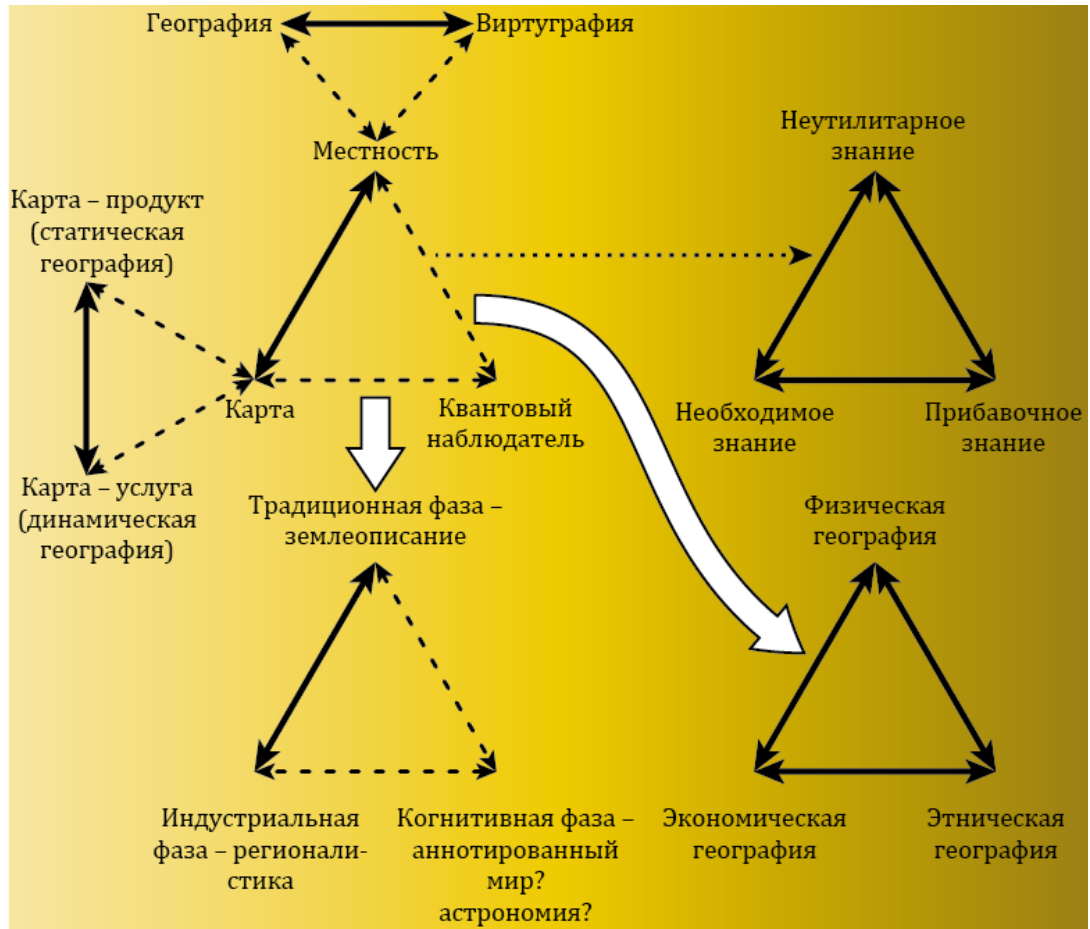 География
Виртуграфия
Местность
Неутилитарное
знание
Карта – продукт
(статическая
география)
Карта
Квантовый
наблюдатель
Необходимое
знание
Прибавочное
знание
Карта – услуга
(динамическая
география)
Традиционная фаза –
землеописание
Физическая
география
Индустриальная
фаза – регионали-
стика
Когнитивная фаза –
аннотированный
мир?
астрономия?
Экономическая
география
Этническая
география